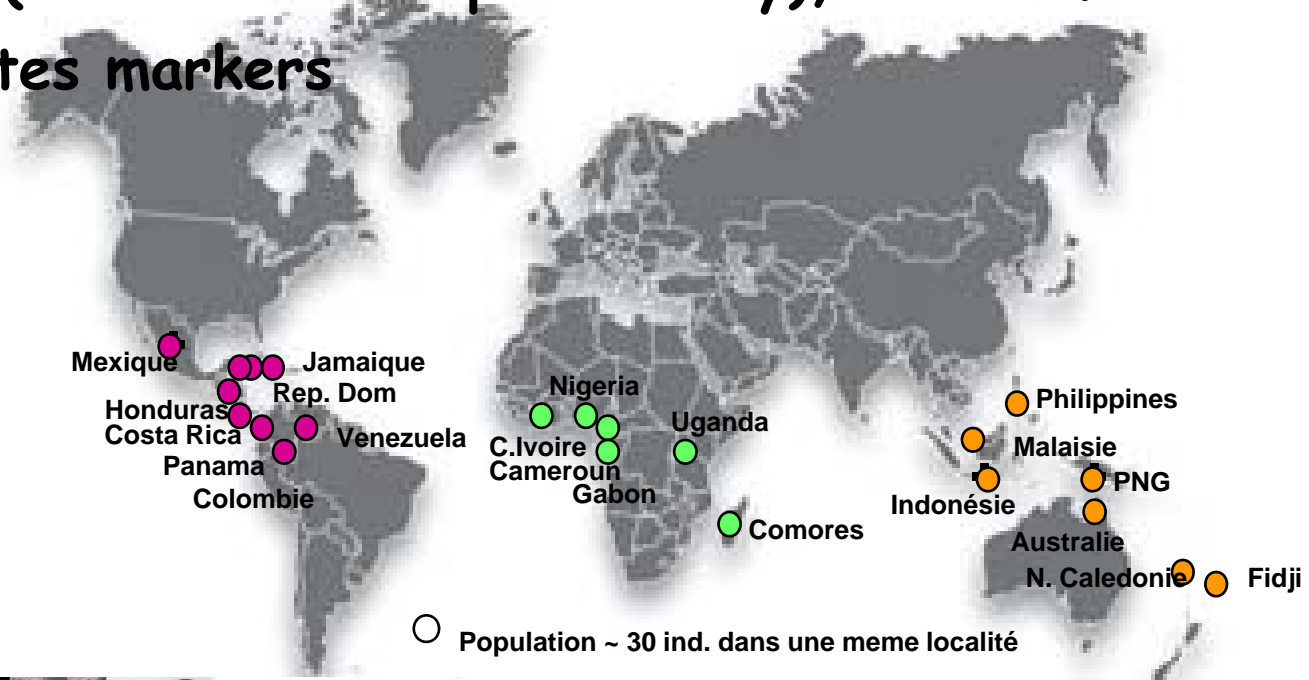 tes markers
Mexique
Jamaique
Rep. Dom
Honduras
Costa Rica
Venezuela
Panama
Colombie
Nigeria
Uganda
C.Ivoire
Cameroun
Gabon
Comores
Philippines
Malaisie
PNG
Indonésie
Australie
N. Caledonie
Fidji
Population ~ 30 ind. dans une meme localité